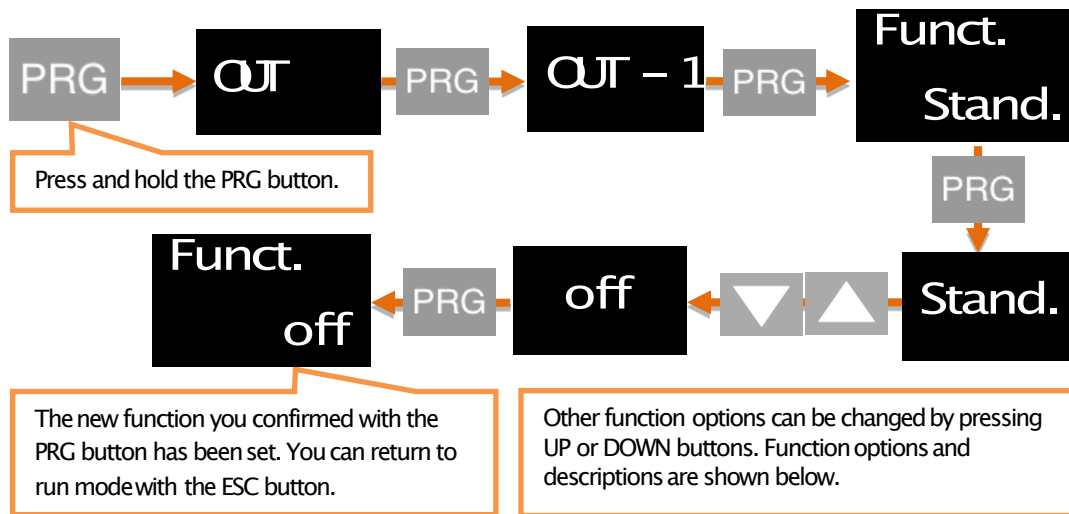 PRG
OUT
PRG
OUT – 1
PRG
Funct.
Stand.
Press and hold the PRG button.
PRG
Stand.
off
PRG
Funct.
off
The new function you confirmed with the
PRG button has been set. You can return to
run mode with the ESC button.
Other function options can be changed by pressing
UP or DOWN buttons. Function options and
descriptions are shown below.